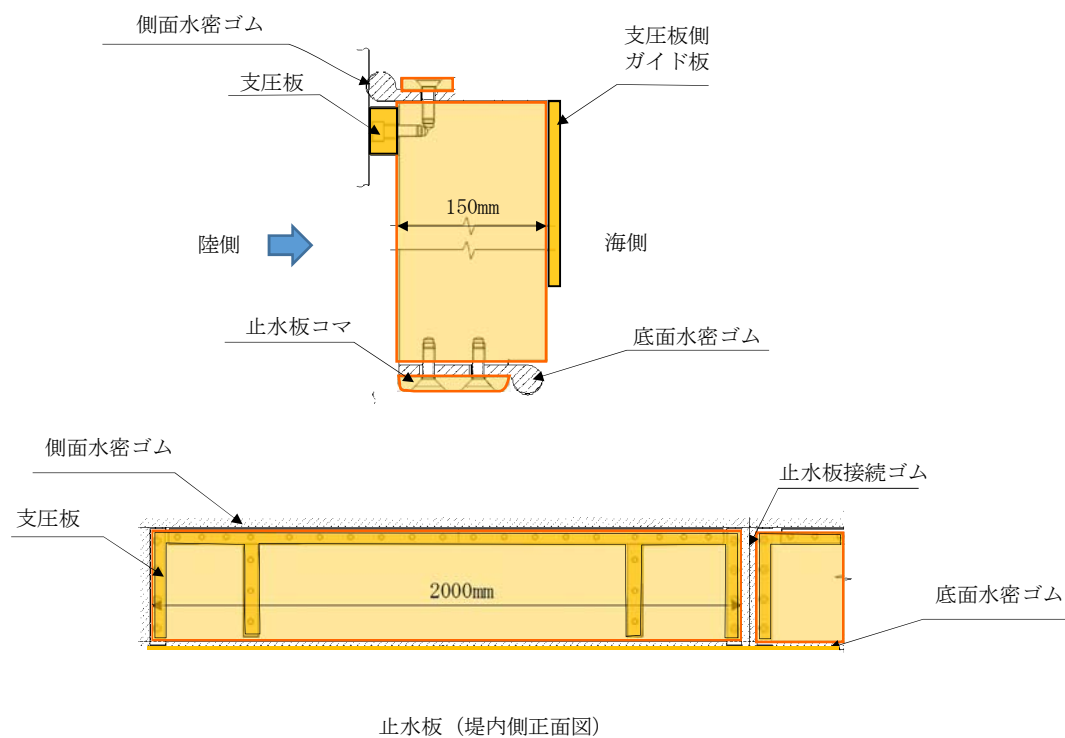 側面水密ゴム
支圧板側
ガイド板
支圧板
150mm
陸側
海側
止水板コマ
底面水密ゴム
側面水密ゴム
止水板接続ゴム
支圧板
2000mm
底面水密ゴム
止水板（堤内側正面図）